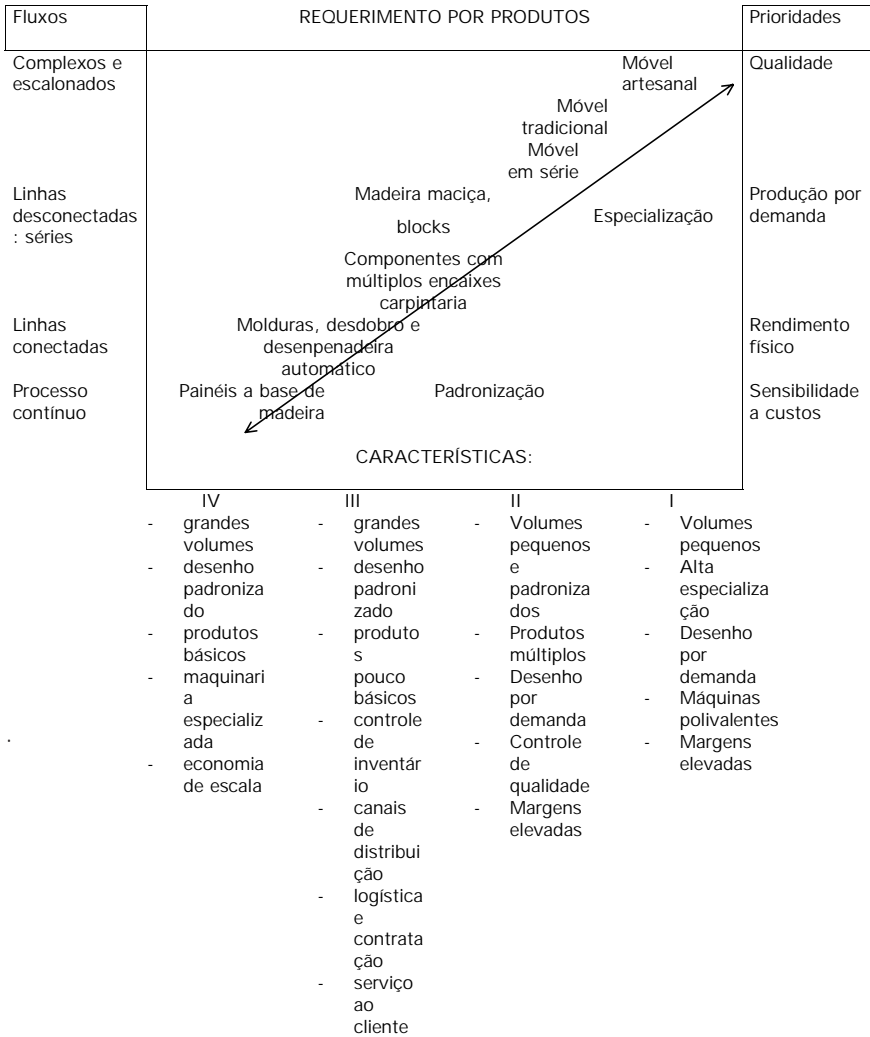 Fluxos
REQUERIMENTO POR PRODUTOS
Prioridades
Complexos e
escalonados
Móvel
artesanal
Qualidade
Móvel
tradicional
Móvel
em série
Linhas
desconectadas
: séries
Madeira maciça,
blocks
Especialização
Produção por
demanda
Componentes com
múltiplos encaixes
carpintaria
Linhas
conectadas
Molduras, desdobro e
desenpenadeira
automático
Rendimento
físico
Processo
contínuo
Painéis a base de
madeira
Padronização
Sensibilidade
a custos
CARACTERÍSTICAS:
IV
- grandes
volumes
- desenho
padroniza
do
- produtos
básicos
- maquinari
a
especializ
ada
- economia
de escala
III
- grandes
volumes
- desenho
padroni
zado
- produto
s
pouco
básicos
- controle
de
inventár
io
- canais
de
distribui
ção
- logística
e
contrata
ção
- serviço
ao
cliente
II
- Volumes
pequenos
e
padroniza
dos
- Produtos
múltiplos
- Desenho
por
demanda
- Controle
de
qualidade
- Margens
elevadas
I
- Volumes
pequenos
- Alta
especializa
ção
- Desenho
por
demanda
- Máquinas
polivalentes
- Margens
elevadas
.